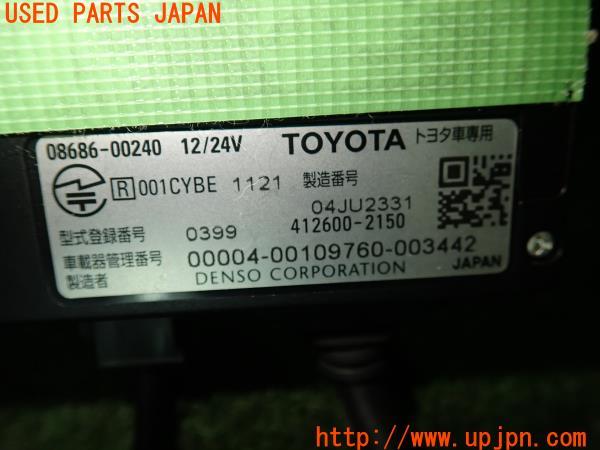 USED PARTS JAPAN
08686-00240 12/24V TOYOTA トヨタ車専用
R 001CYBE 1121 製造番号
04JU2331
型式登録番号 0399 412600-2150
車載器管理番号 00004-00109760-003442
製造者 DENSO CORPORATION JAPAN
http://www.upjpn.com/